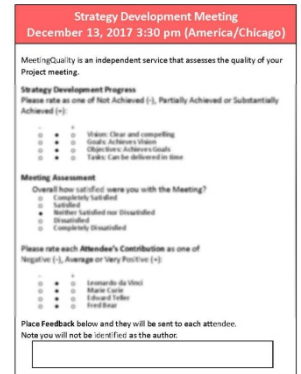 Strategy Development Meeting
December 13, 2017 3:30 pm (America/Chicago)
MeetingQuality is an independent service that assesses the quality of your
Project meeting.
Strategy Development Progress
Please rate as one of Not Achieved (-), Partially Achieved or Substantially
Achieved (+):
- +
Vision: Clear and compelling
Goals: Achieves Vision
Objectives: Achieves Goals
Tasks: Can be delivered in time
Meeting Assessment
Overall how satisfied were you with the Meeting?
Completely Satisfied
Satisfied
Neither Satisfied nor Dissatisfied
Dissatisfied
Completely Dissatisfied
Please rate each Attendee's Contribution as one of
Negative (-), Average or Very Positive (+):
- +
Leonardo da Vinci
Marie Curie
Edward Teller
Fred Bear
Place Feedback below and they will be sent to each attendee.
Note you will not be identified as the author.